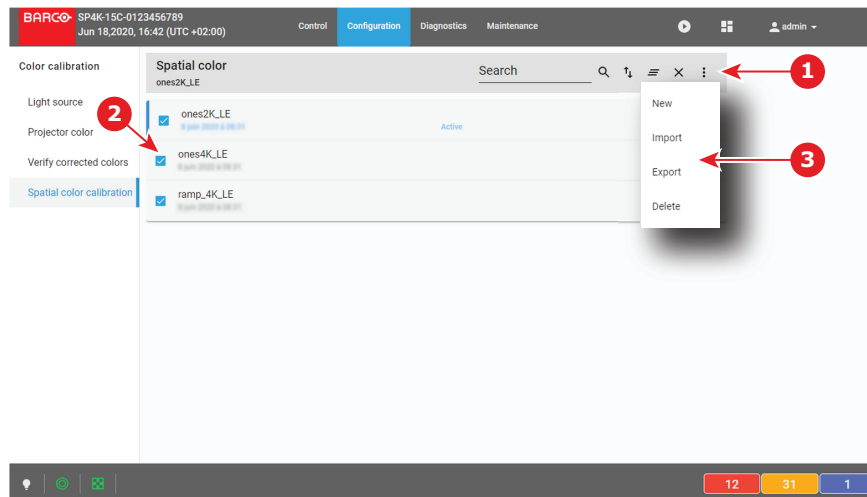 BARCO
SP4K-15C-0123456789
Jun 18,2020, 16:42 (UTC +02:00)
Control
Configuration
Diagnostics
Maintenance
admin
Color calibration
Light source
Projector color
Verify corrected colors
Spatial color calibration
Spatial color
ones2K_LE
Search
1
2
ones2K_LE
Active
ones4K_LE
ramp_4K_LE
New
Import
Export
Delete
3
12
31
1